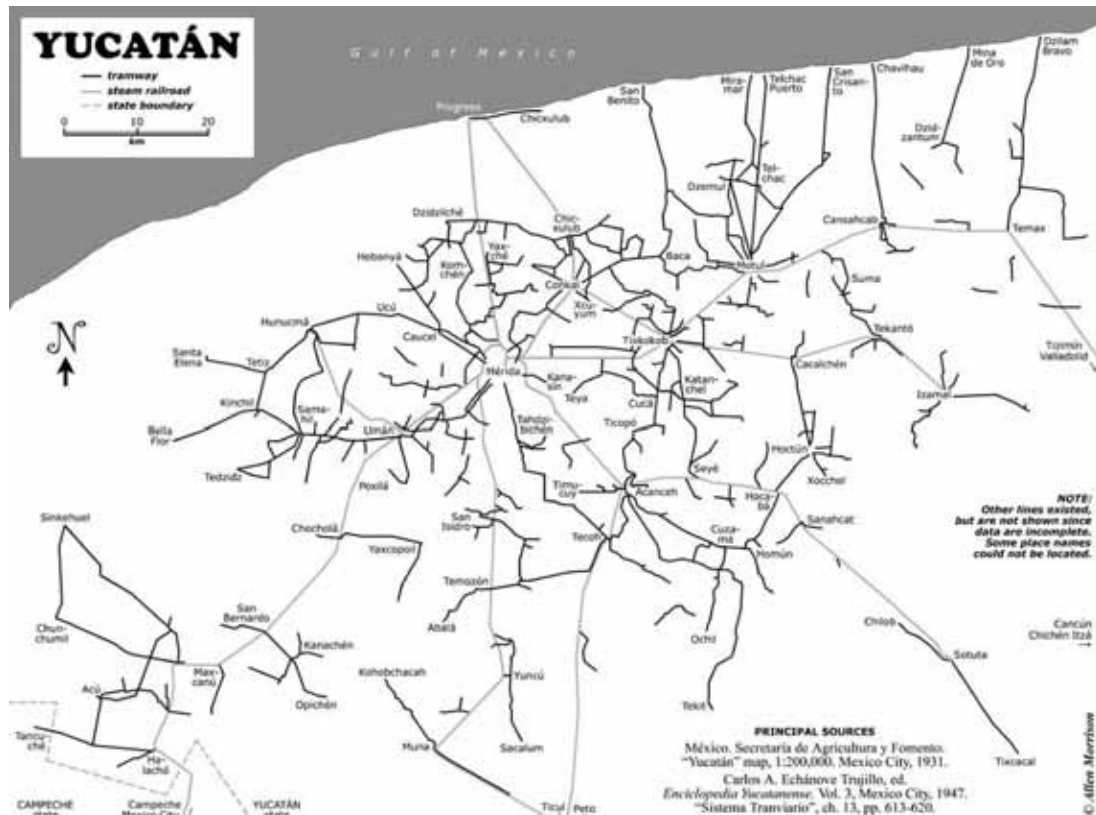 YUCATÁN
tramway
steam railroad
state boundary
0 10 20
km
Gulf of Mexico
Progreso
Chicxulub
San
Benito
Mira-
mar
Telchac
Puerto
San
Crisan-
to
Chavihau
Mina
de Oro
Dzilam
Bravo
Dzid-
zantum
Dzemul
Tel-
chac
Dzidzilché
Chic-
xulub
Cansahcab
Temax
Hobonyá
Kom-
chén
Yax-
ché
Baca
Motul
Conkal
Suma
Xcu-
yum
Ucú
Hunucmá
Caucel
Tixkokob
Tekantó
Cacalchén
Tizmín
Valladolid
N
Santa
Elena
Tetiz
Mérida
Kana-
sín
Teya
Katan-
chel
Cucá
Izamal
Kinchil
Sama-
hil
Umán
Ticopó
Bella
Flor
Tedzidz
Poxilá
Hoctún
Xocchel
Seyé
Timu-
cuy
Acanceh
Hoca-
bá
Sanahcat
NOTE:
Other lines existed,
but are not shown since
data are incomplete.
Some place names
could not be located.
Sinkehuel
Chocholá
Yaxcopoil
San
Isidro
Tecoh
Cuza-
má
Homún
Temozón
Abalá
Chun-
chumil
San
Bernardo
Kanachén
Ochil
Chilob
Cancún
Chichén Itzá
→
Sotuta
Max-
canú
Kohobchacah
Yuncú
Opichén
Acú
Tekit
Tancu-
ché
Ha-
lachó
Muna
Sacalum
Tixcacal
PRINCIPAL SOURCES
México. Secretaría de Agricultura y Fomento.
"Yucatán" map, 1:200,000. Mexico City, 1931.
Carlos A. Echánove Trujillo, ed.
Enciclopedia Yucatanense. Vol. 3, Mexico City, 1947.
"Sistema Tranviario", ch. 13, pp. 613-620.
CAMPECHE
state
Campeche
Mexico City
YUCATÁN
state
Ticul
Peto
© Allen Morrison